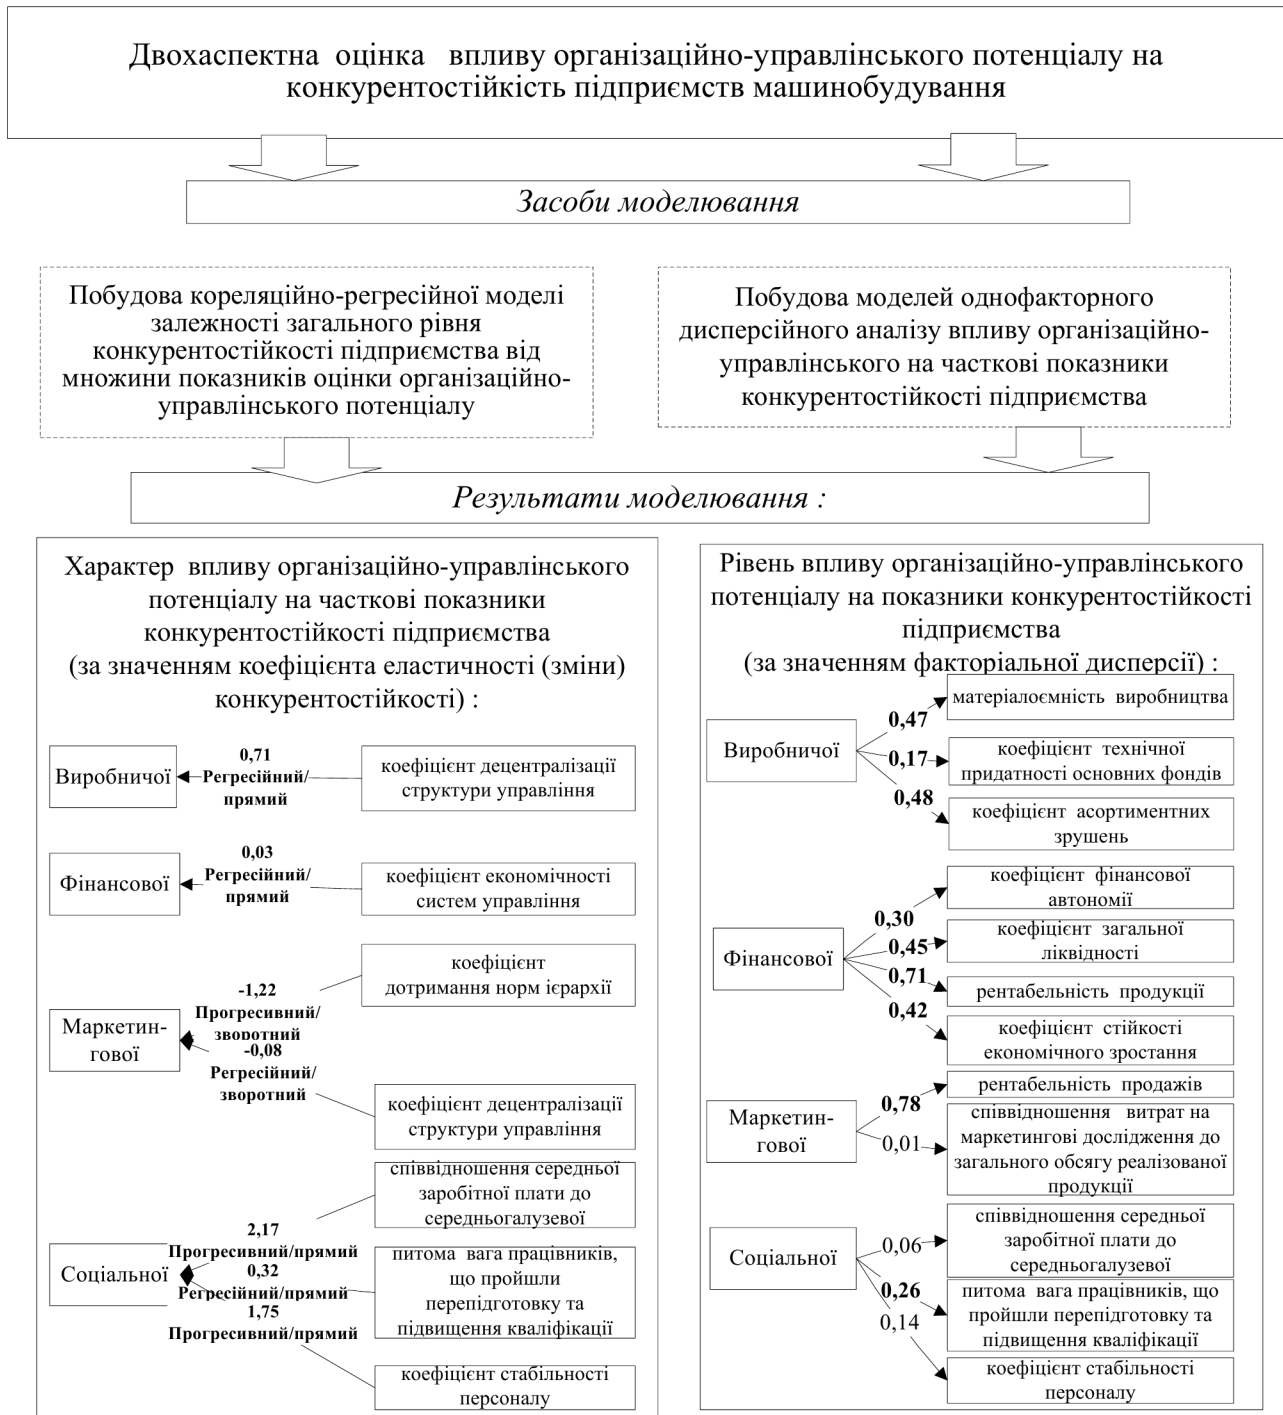 Двохаспектна оцінка впливу організаційно-управлінського потенціалу на
конкурентостійкість підприємств машинобудування
Засоби моделювання
Побудова кореляційно-регресійної моделі
залежності загального рівня
конкурентостійкості підприємства від
множини показників оцінки організаційно-
управлінського потенціалу
Побудова моделей однофакторного
дисперсійного аналізу впливу організаційно-
управлінського на часткові показники
конкурентостійкості підприємства
Результати моделювання :
Характер впливу організаційно-управлінського
потенціалу на часткові показники
конкурентостійкості підприємства
(за значенням коефіцієнта еластичності (зміни)
конкурентостійкості) :
Виробничої
0,71
Регресійний/
прямий
коефіцієнт децентралізації
структури управління
Фінансової
0,03
Регресійний/
прямий
коефіцієнт економічності
систем управління
Маркетин-
гової
-1,22
Прогресивний/
зворотний
коефіцієнт
дотримання норм ієрархії
-0,08
Регресійний/
зворотний
коефіцієнт децентралізації
структури управління
Соціальної
2,17
Прогресивний/прямий
співвідношення середньої
заробітної плати до
середньогалузевої
0,32
Регресійний/прямий
питома вага працівників,
що пройшли
перепідготовку та
підвищення кваліфікації
1,75
Прогресивний/прямий
коефіцієнт стабільності
персоналу
Рівень впливу організаційно-управлінського
потенціалу на показники конкурентостійкості
підприємства
(за значенням факторіальної дисперсії) :
Виробничої
0,47
матеріалоємність виробництва
0,17
коефіцієнт технічної
придатності основних фондів
0,48
коефіцієнт асортиментних
зрушень
Фінансової
0,30
коефіцієнт фінансової
автономії
0,45
коефіцієнт загальної
ліквідності
0,71
рентабельність продукції
0,42
коефіцієнт стійкості
економічного зростання
Маркетин-
гової
0,78
рентабельність продажів
0,01
співвідношення витрат на
маркетингові дослідження до
загального обсягу реалізованої
продукції
Соціальної
0,06
співвідношення середньої
заробітної плати до
середньогалузевої
0,26
питома вага працівників, що
пройшли перепідготовку та
підвищення кваліфікації
0,14
коефіцієнт стабільності
персоналу